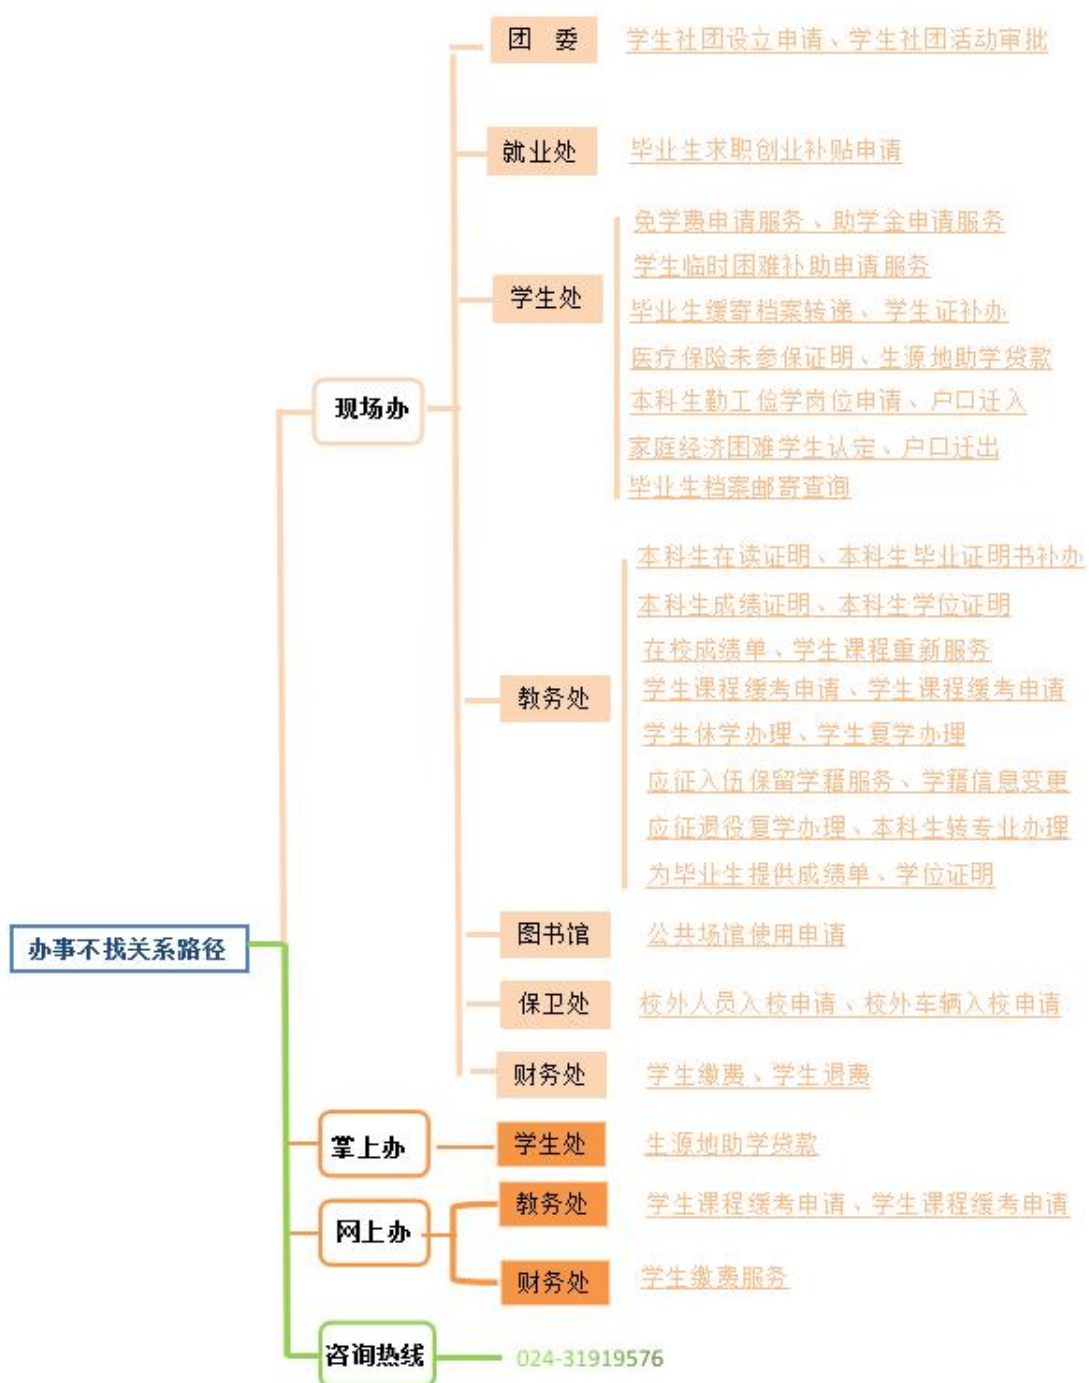 团 委 学生社团设立申请、学生社团活动审批
就业处 毕业生求职创业补贴申请
免学费申请服务、助学金申请服务
学生临时困难补助申请服务
学生处
毕业生缓寄档案转递、学生证补办
医疗保险未参保证明、生源地助学贷款
现场办
本科生勤工俭学岗位申请、户口迁入
家庭经济困难学生认定、户口迁出
毕业生档案邮寄查询
本科生在读证明、本科生毕业证明书补办
本科生成绩证明、本科生学位证明
在校成绩单、学生课程重新服务
教务处
学生课程缓考申请、学生课程缓考申请
学生休学办理、学生复学办理
应征入伍保留学籍服务、学籍信息变更
应征退役复学办理、本科生转专业办理
为毕业生提供成绩单、学位证明
办事不找关系路径
图书馆 公共场馆使用申请
保卫处 校外人员入校申请、校外车辆入校申请
财务处 学生缴费、学生退费
掌上办 学生处 生源地助学贷款
网上办
教务处 学生课程缓考申请、学生课程缓考申请
财务处 学生缴费服务
咨询热线 024-31919576